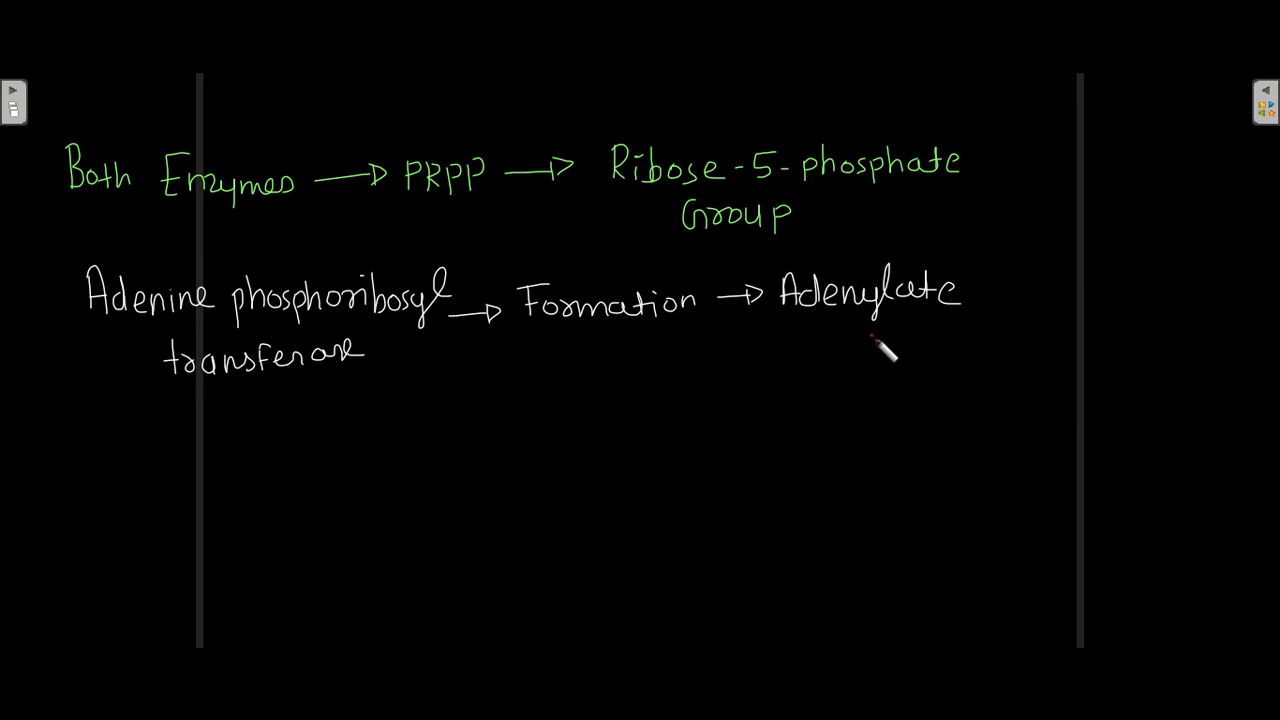 Both Enzymes → PRPP → Ribose-5-phosphate
Group
Adenine phosphoribosyl → Formation → Adenylate
transferase